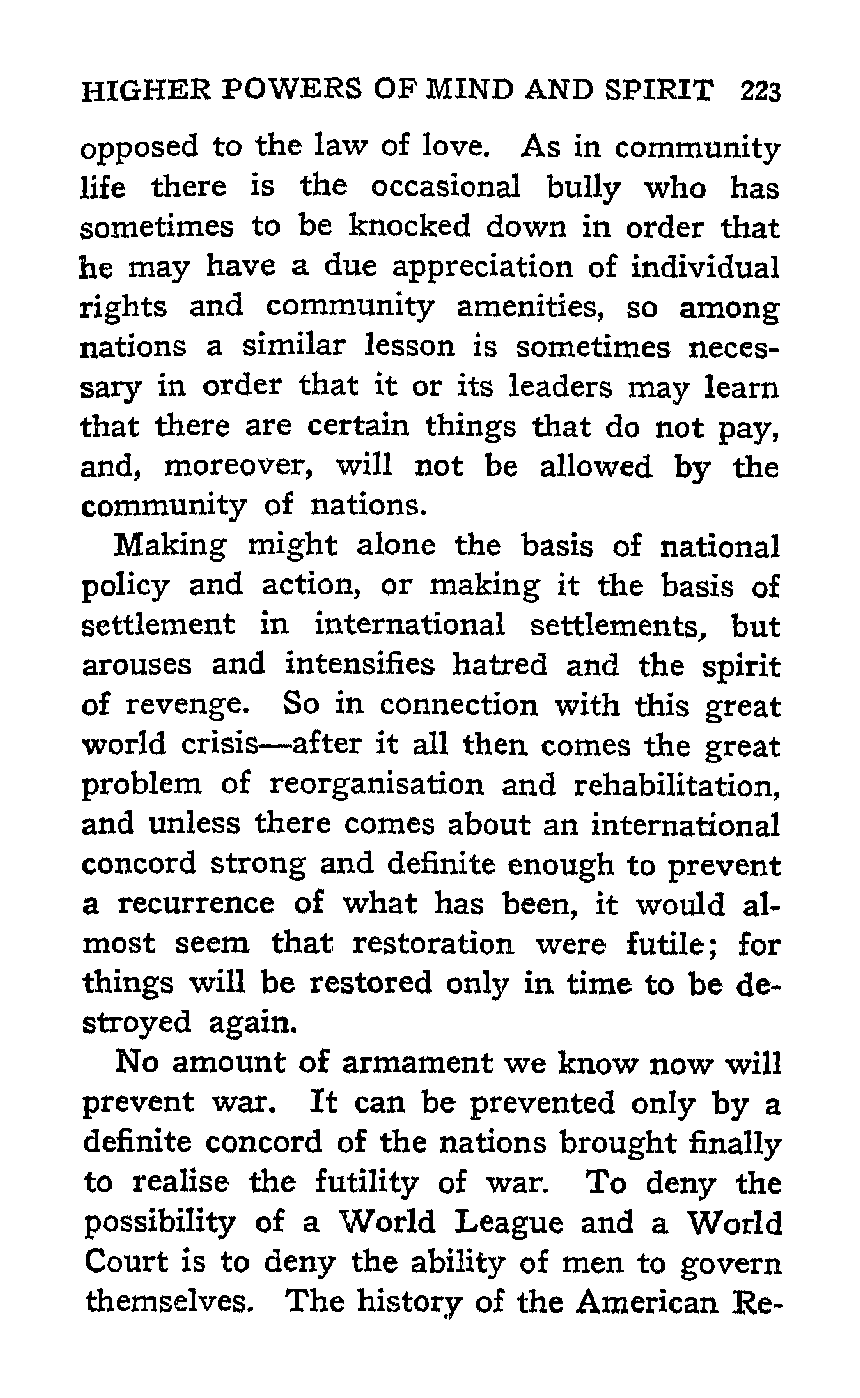 HIGHER POWERS OF MIND AND SPIRIT 223
opposed to the law of love. As in community
life there is the occasional bully who has
sometimes to be knocked down in order that
he may have a due appreciation of individual
rights and community amenities, so among
nations a similar lesson is sometimes neces-
sary in order that it or its leaders may learn
that there are certain things that do not pay,
and, moreover, will not be allowed by the
community of nations.
Making might alone the basis of national
policy and action, or making it the basis of
settlement in international settlements, but
arouses and intensifies hatred and the spirit
of revenge. So in connection with this great
world crisis—after it all then comes the great
problem of reorganisation and rehabilitation,
and unless there comes about an international
concord strong and definite enough to prevent
a recurrence of what has been, it would al-
most seem that restoration were futile; for
things will be restored only in time to be de-
stroyed again.
No amount of armament we know now will
prevent war. It can be prevented only by a
definite concord of the nations brought finally
to realise the futility of war. To deny the
possibility of a World League and a World
Court is to deny the ability of men to govern
themselves. The history of the American Re-